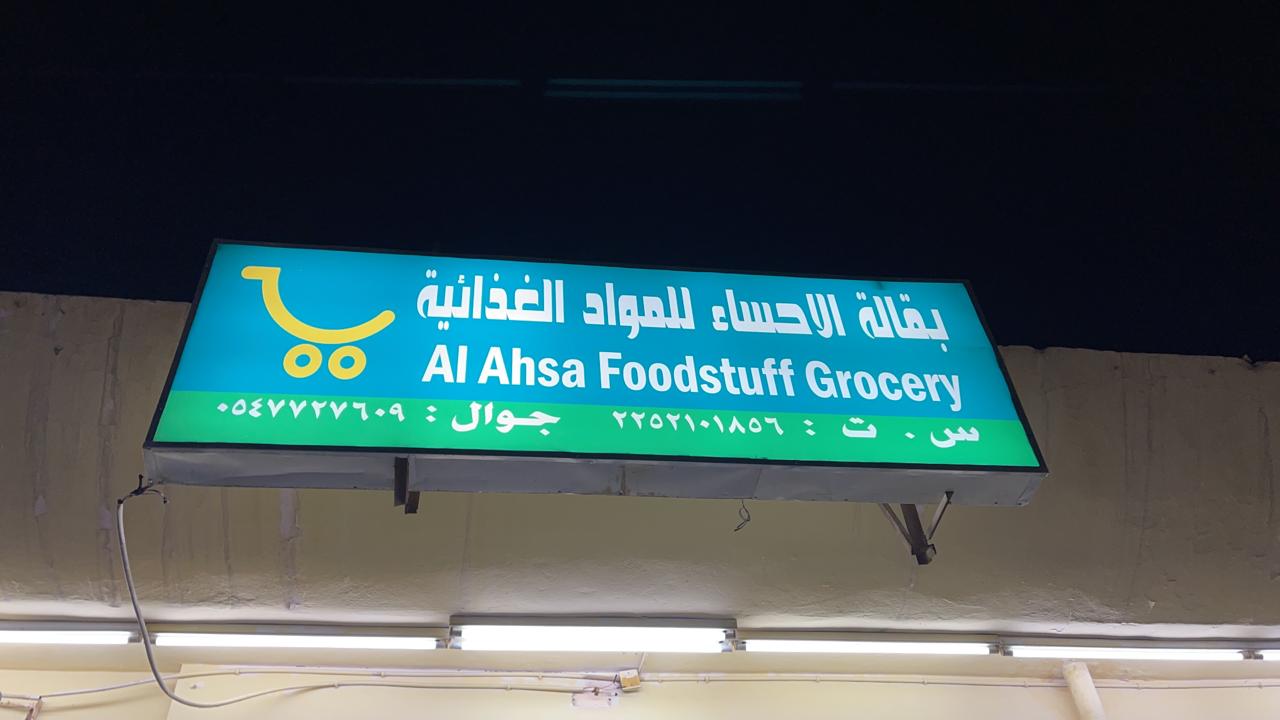 بقالة الاحساء للمواد الغذائية
Al Ahsa Foodstuff Grocery
س . ت : ٢٢٥٢١٠١٨٥٦ جوال : ٠٥٤٧٧٢٧٦٠٩